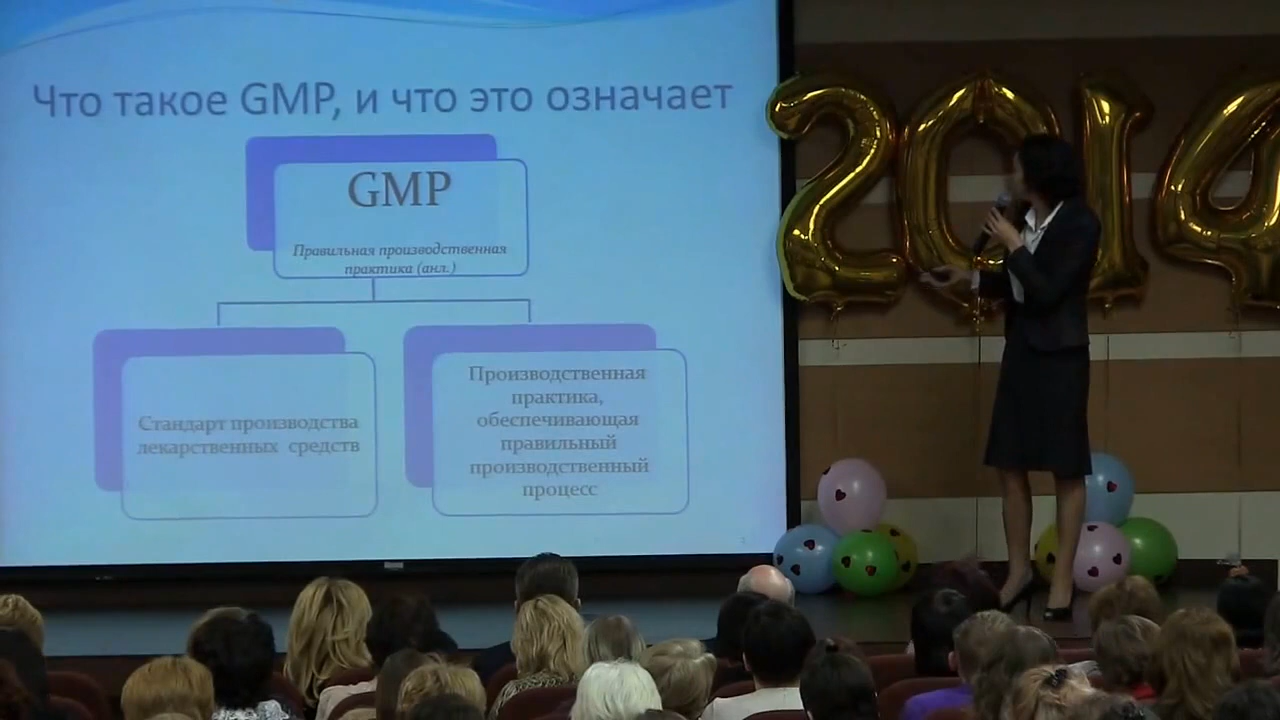 Что такое GMP, и что это означает
GMP
Правильная производственная
практика (анл.)
Стандарт производства
лекарственных средств
Производственная
практика,
обеспечивающая
правильный
производственный
процесс
2014